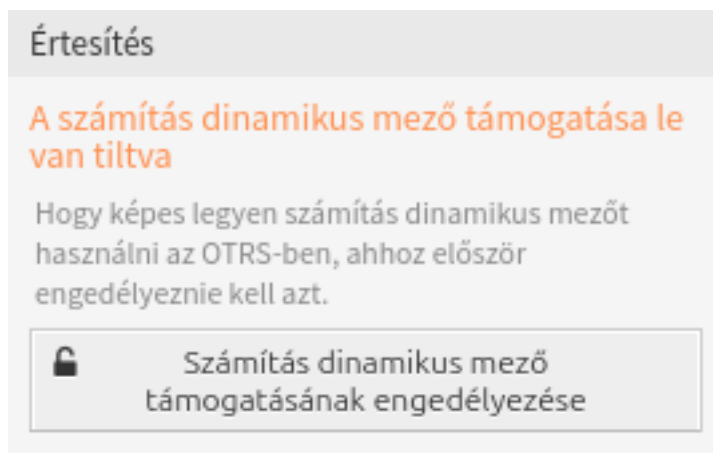 Értesítés
A számítás dinamikus mező támogatása le
van tiltva
Hogy képes legyen számítás dinamikus mezőt
használni az OTRS-ben, ahhoz először
engedélyeznie kell azt.
Számítás dinamikus mező
támogatásának engedélyezése